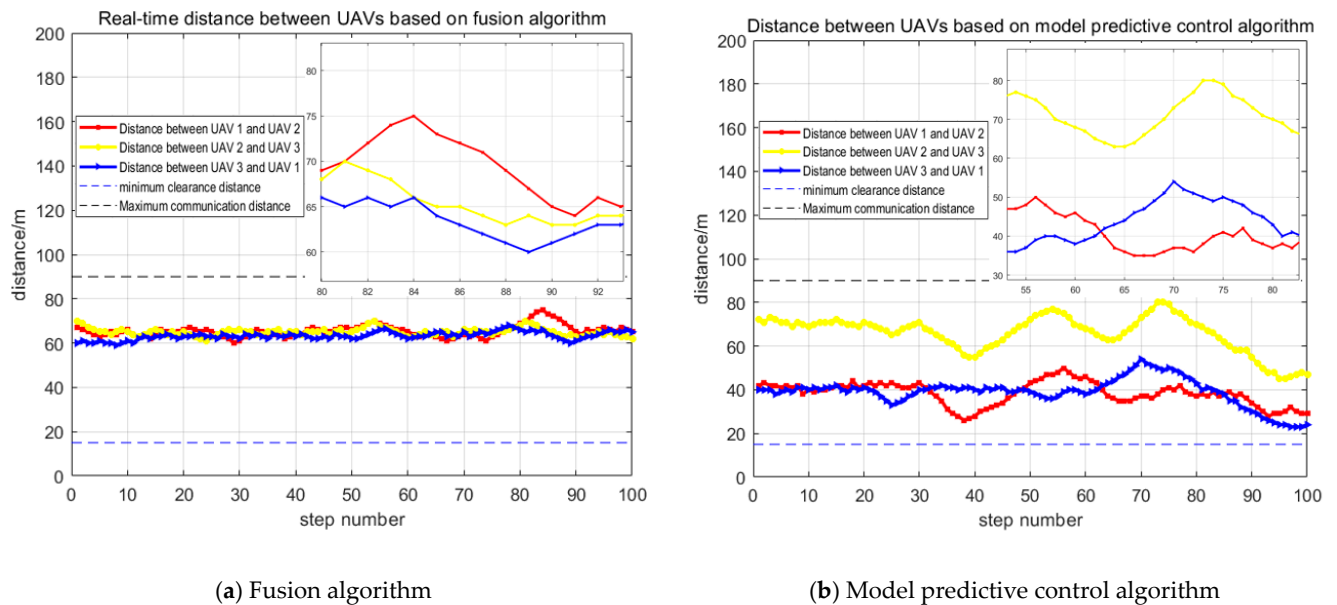 Real-time distance between UAVs based on fusion algorithm
200
180
160
140
120
100
80
60
40
20
0
distance/m
Distance between UAV 1 and UAV 2
Distance between UAV 2 and UAV 3
Distance between UAV 3 and UAV 1
minimum clearance distance
Maximum communication distance
80
75
70
65
60
80 82 84 86 88 90 92
0 10 20 30 40 50 60 70 80 90 100
step number
(a) Fusion algorithm
Distance between UAVs based on model predictive control algorithm
200
180
160
140
120
100
80
60
40
20
0
distance/m
Distance between UAV 1 and UAV 2
Distance between UAV 2 and UAV 3
Distance between UAV 3 and UAV 1
minimum clearance distance
Maximum communication distance
80
70
60
50
40
30
55 60 65 70 75 80
0 10 20 30 40 50 60 70 80 90 100
step number
(b) Model predictive control algorithm